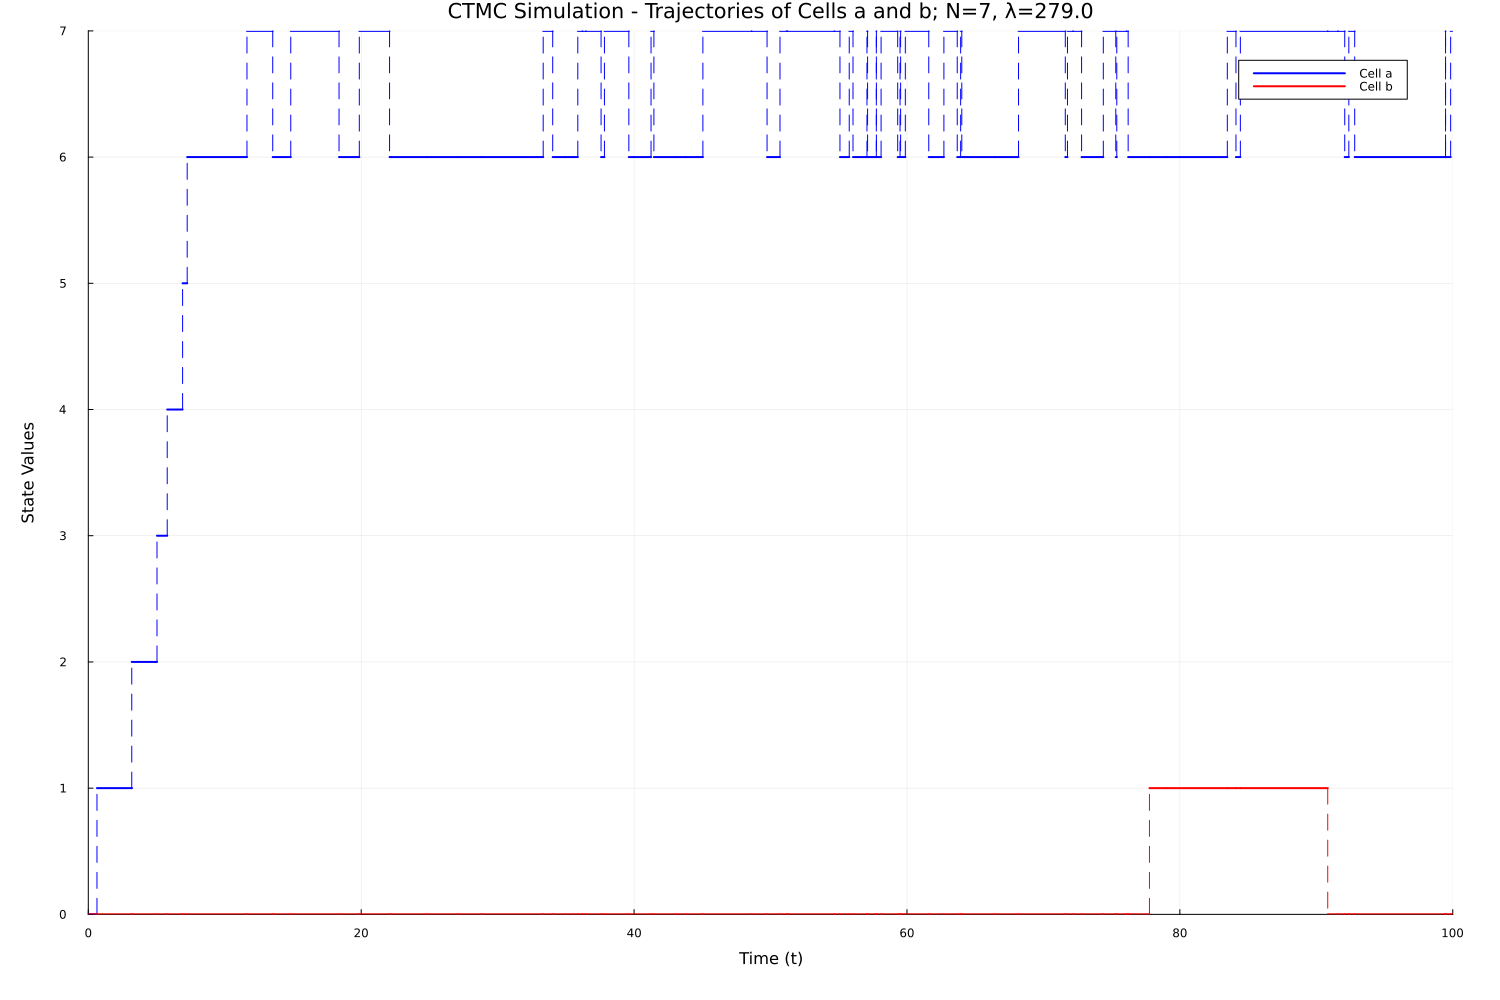 CTMC Simulation - Trajectories of Cells a and b; N=7, λ=279.0
7
6
5
4
3
2
1
0
State Values
Cell a
Cell b
0 20 40 60 80 100
Time (t)